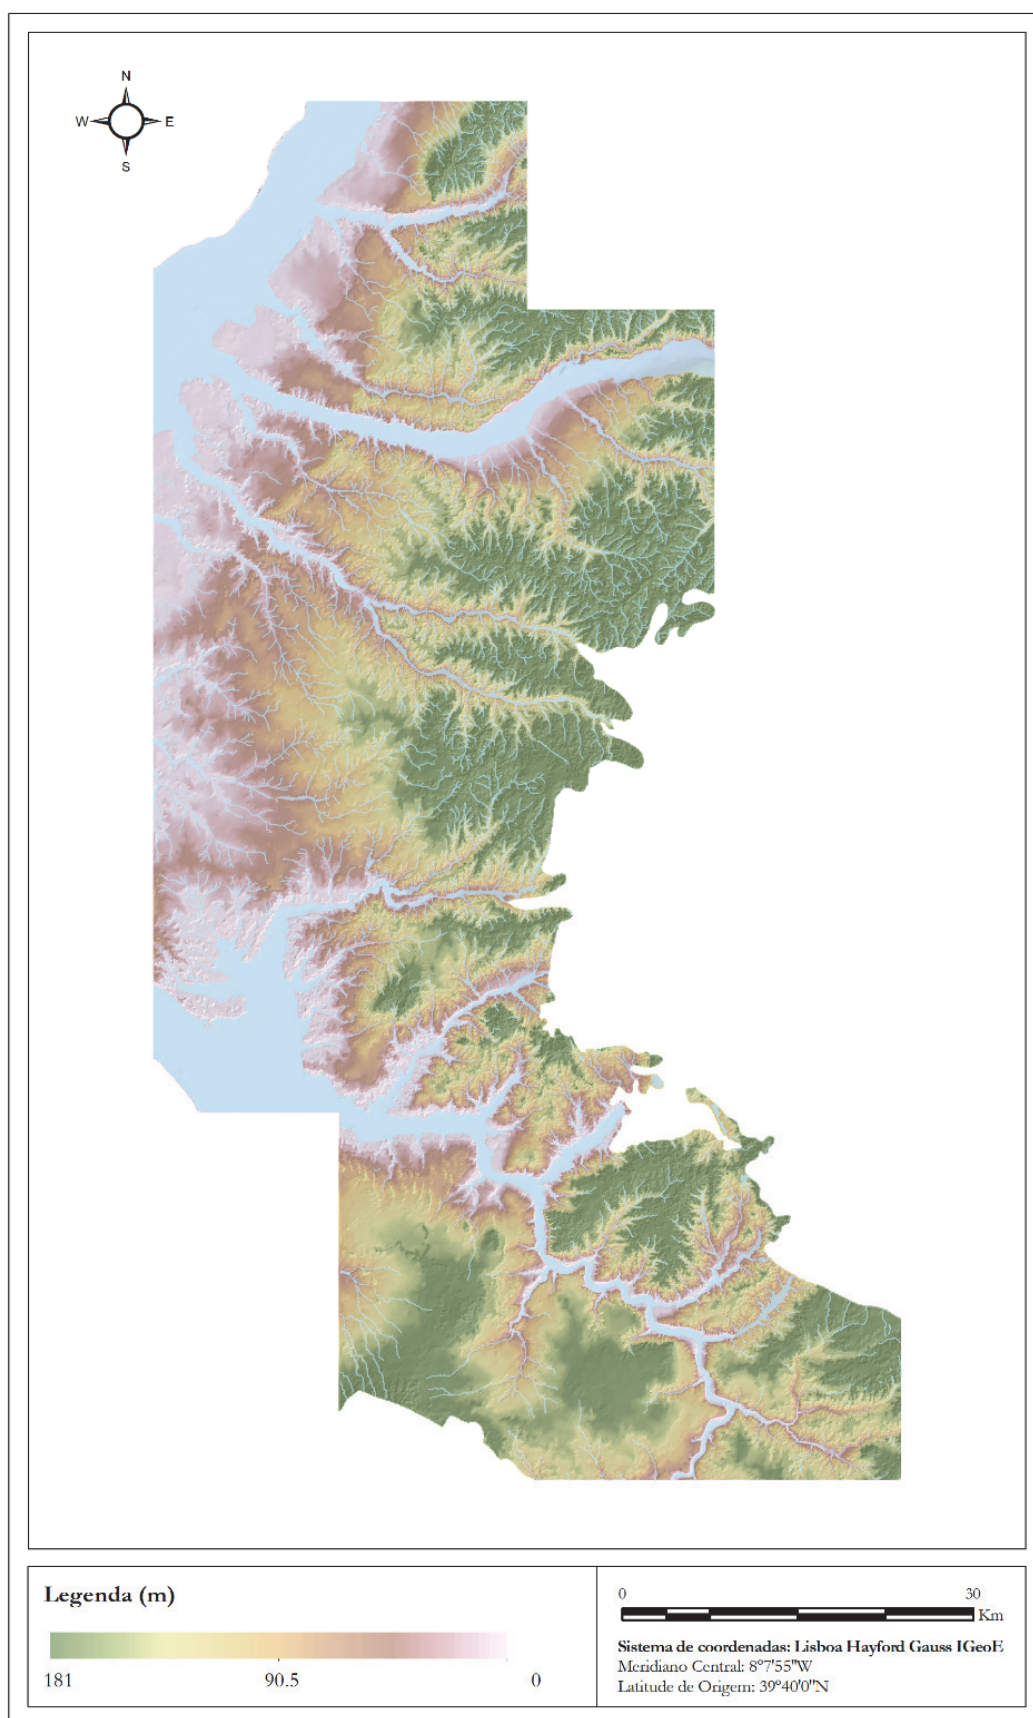 N
W E
S
Legenda (m)
181 90.5 0
0 30
Km
Sistema de coordenadas: Lisboa Hayford Gauss IGeoE
Meridiano Central: 8°7'55"W
Latitude de Origem: 39°40'0"N